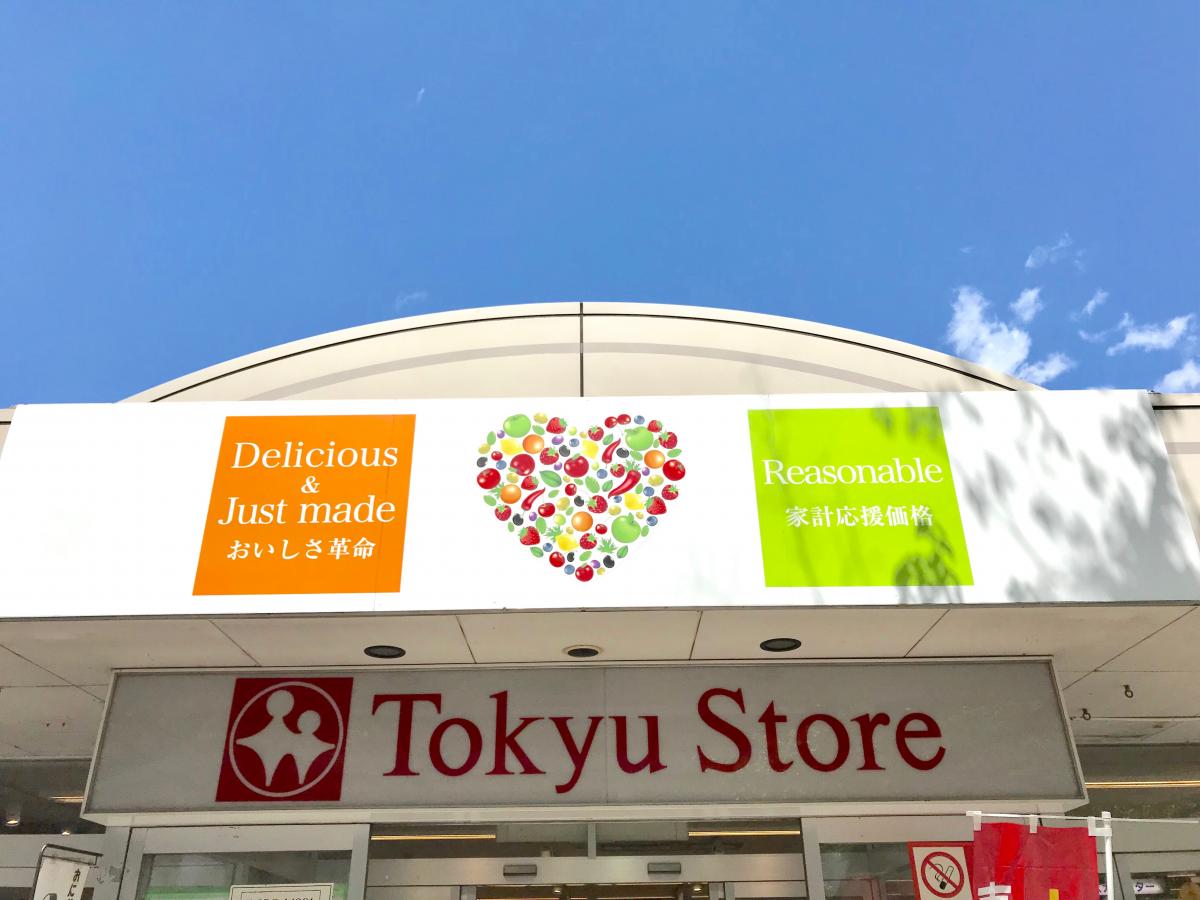 Delicious
&
Just made
おいしさ革命
Reasonable
家計応援価格
Tokyu Store